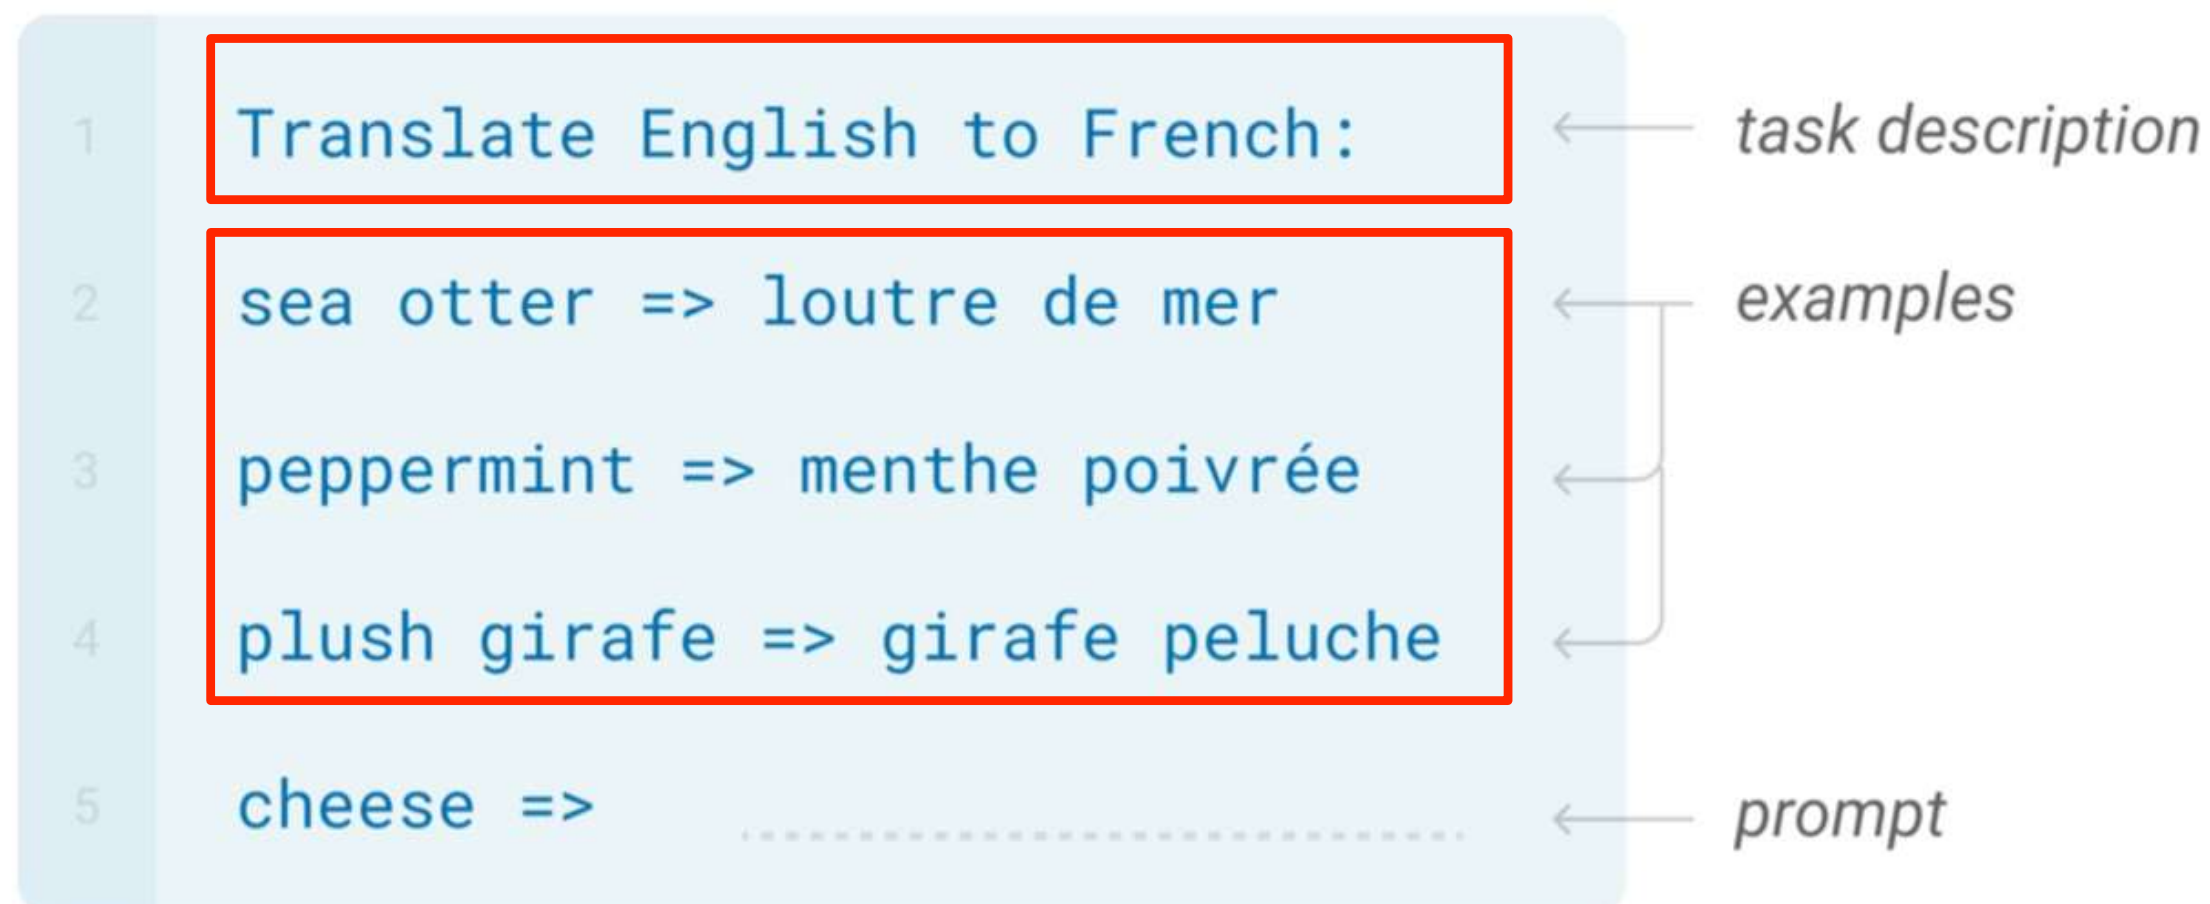 1 Translate English to French: task description
2 sea otter => loutre de mer examples
3 peppermint => menthe poivrée
4 plush girafe => girafe peluche
5 cheese => prompt